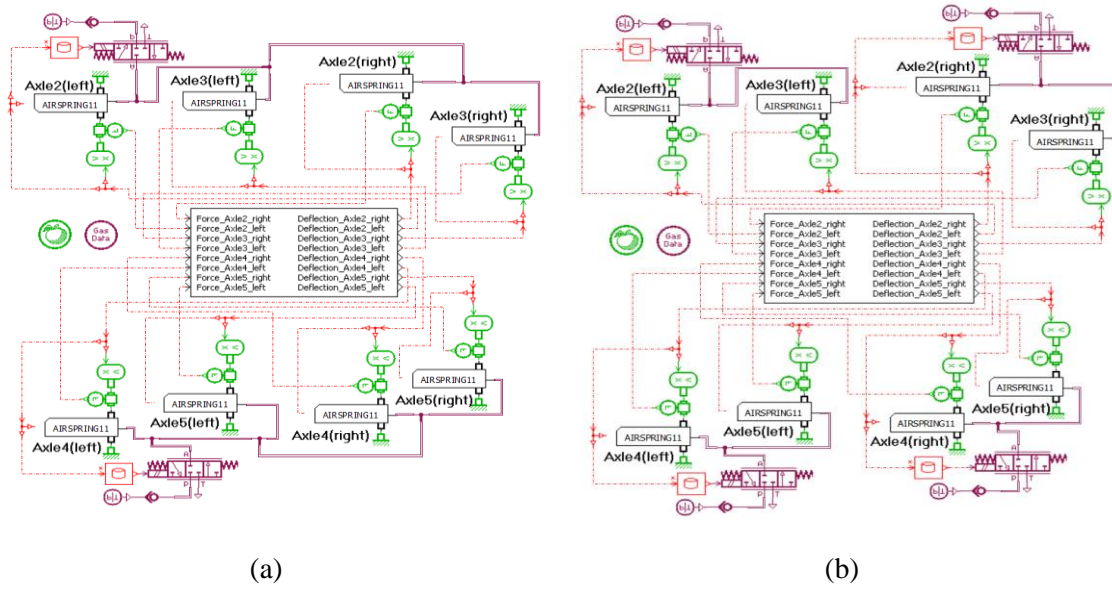 P|T
P|T
P|T
b
T
A
b
T
A
b
T
A
x
x
x
Axle2(left)
Axle3(left)
Axle2(right)
Axle2(left)
Axle3(left)
Axle2(right)
AIRSPRING11
AIRSPRING11
AIRSPRING11
AIRSPRING11
AIRSPRING11
AIRSPRING11
Axle3(right)
Axle3(right)
AIRSPRING11
AIRSPRING11
F
F
F
F
F
F
F
F
V X
V X
V X
V X
V X
V X
V X
V X
Gas
Data
Gas
Data
Force_Axle2_right Deflection_Axle2_right
Force_Axle2_left Deflection_Axle2_left
Force_Axle3_right Deflection_Axle3_right
Force_Axle3_left Deflection_Axle3_left
Force_Axle4_right Deflection_Axle4_right
Force_Axle4_left Deflection_Axle4_left
Force_Axle5_right Deflection_Axle5_right
Force_Axle5_left Deflection_Axle5_left
Force_Axle2_right Deflection_Axle2_right
Force_Axle2_left Deflection_Axle2_left
Force_Axle3_right Deflection_Axle3_right
Force_Axle3_left Deflection_Axle3_left
Force_Axle4_right Deflection_Axle4_right
Force_Axle4_left Deflection_Axle4_left
Force_Axle5_right Deflection_Axle5_right
Force_Axle5_left Deflection_Axle5_left
X V
X V
X V
X V
X V
X V
X V
X V
F
F
F
F
F
F
F
F
AIRSPRING11
AIRSPRING11
AIRSPRING11
AIRSPRING11
AIRSPRING11
AIRSPRING11
AIRSPRING11
AIRSPRING11
Axle5(right)
Axle5(right)
Axle5(left)
Axle4(right)
Axle5(left)
Axle4(right)
Axle4(left)
Axle4(left)
A
P
T
A
P
T
A
P
T
x
x
x
P|T
P|T
P|T
(a)
(b)